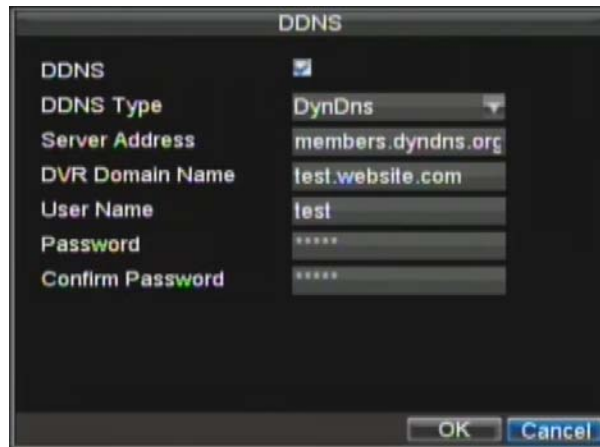 DDNS
DDNS
DDNS Type DynDns
Server Address members.dyndns.org
DVR Domain Name test.website.com
User Name test
Password *****
Confirm Password *****
OK Cancel